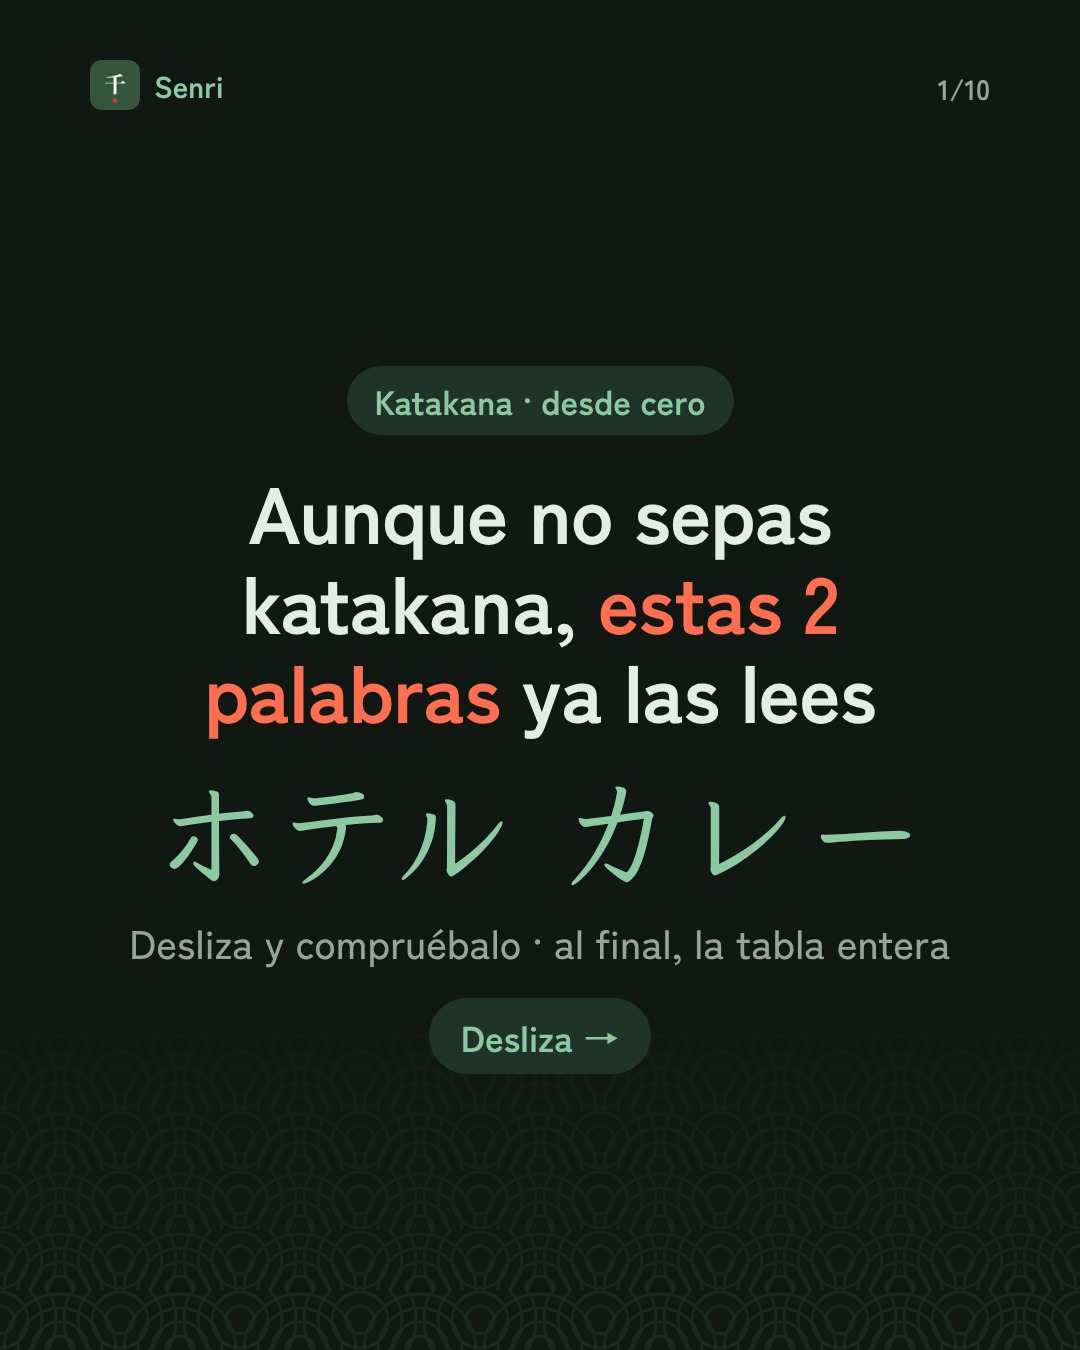 千 Senri
1/10
Katakana · desde cero
Aunque no sepas
katakana, estas 2
palabras ya las lees
ホテル カレー
Desliza y compruébalo · al final, la tabla entera
Desliza →